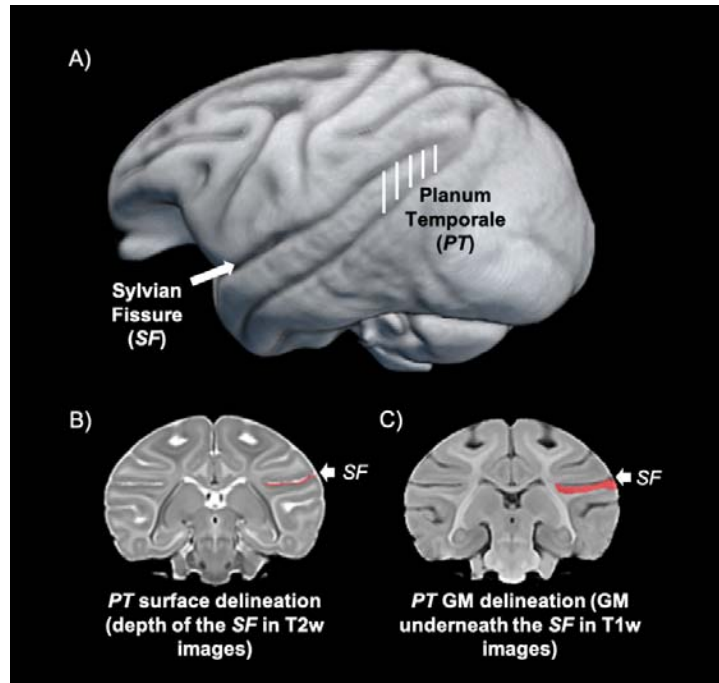 A)
Planum
Temporale
(PT)
Sylvian
Fissure
(SF)
B)
SF
PT surface delineation
(depth of the SF in T2w
images)
C)
SF
PT GM delineation (GM
underneath the SF in T1w
images)